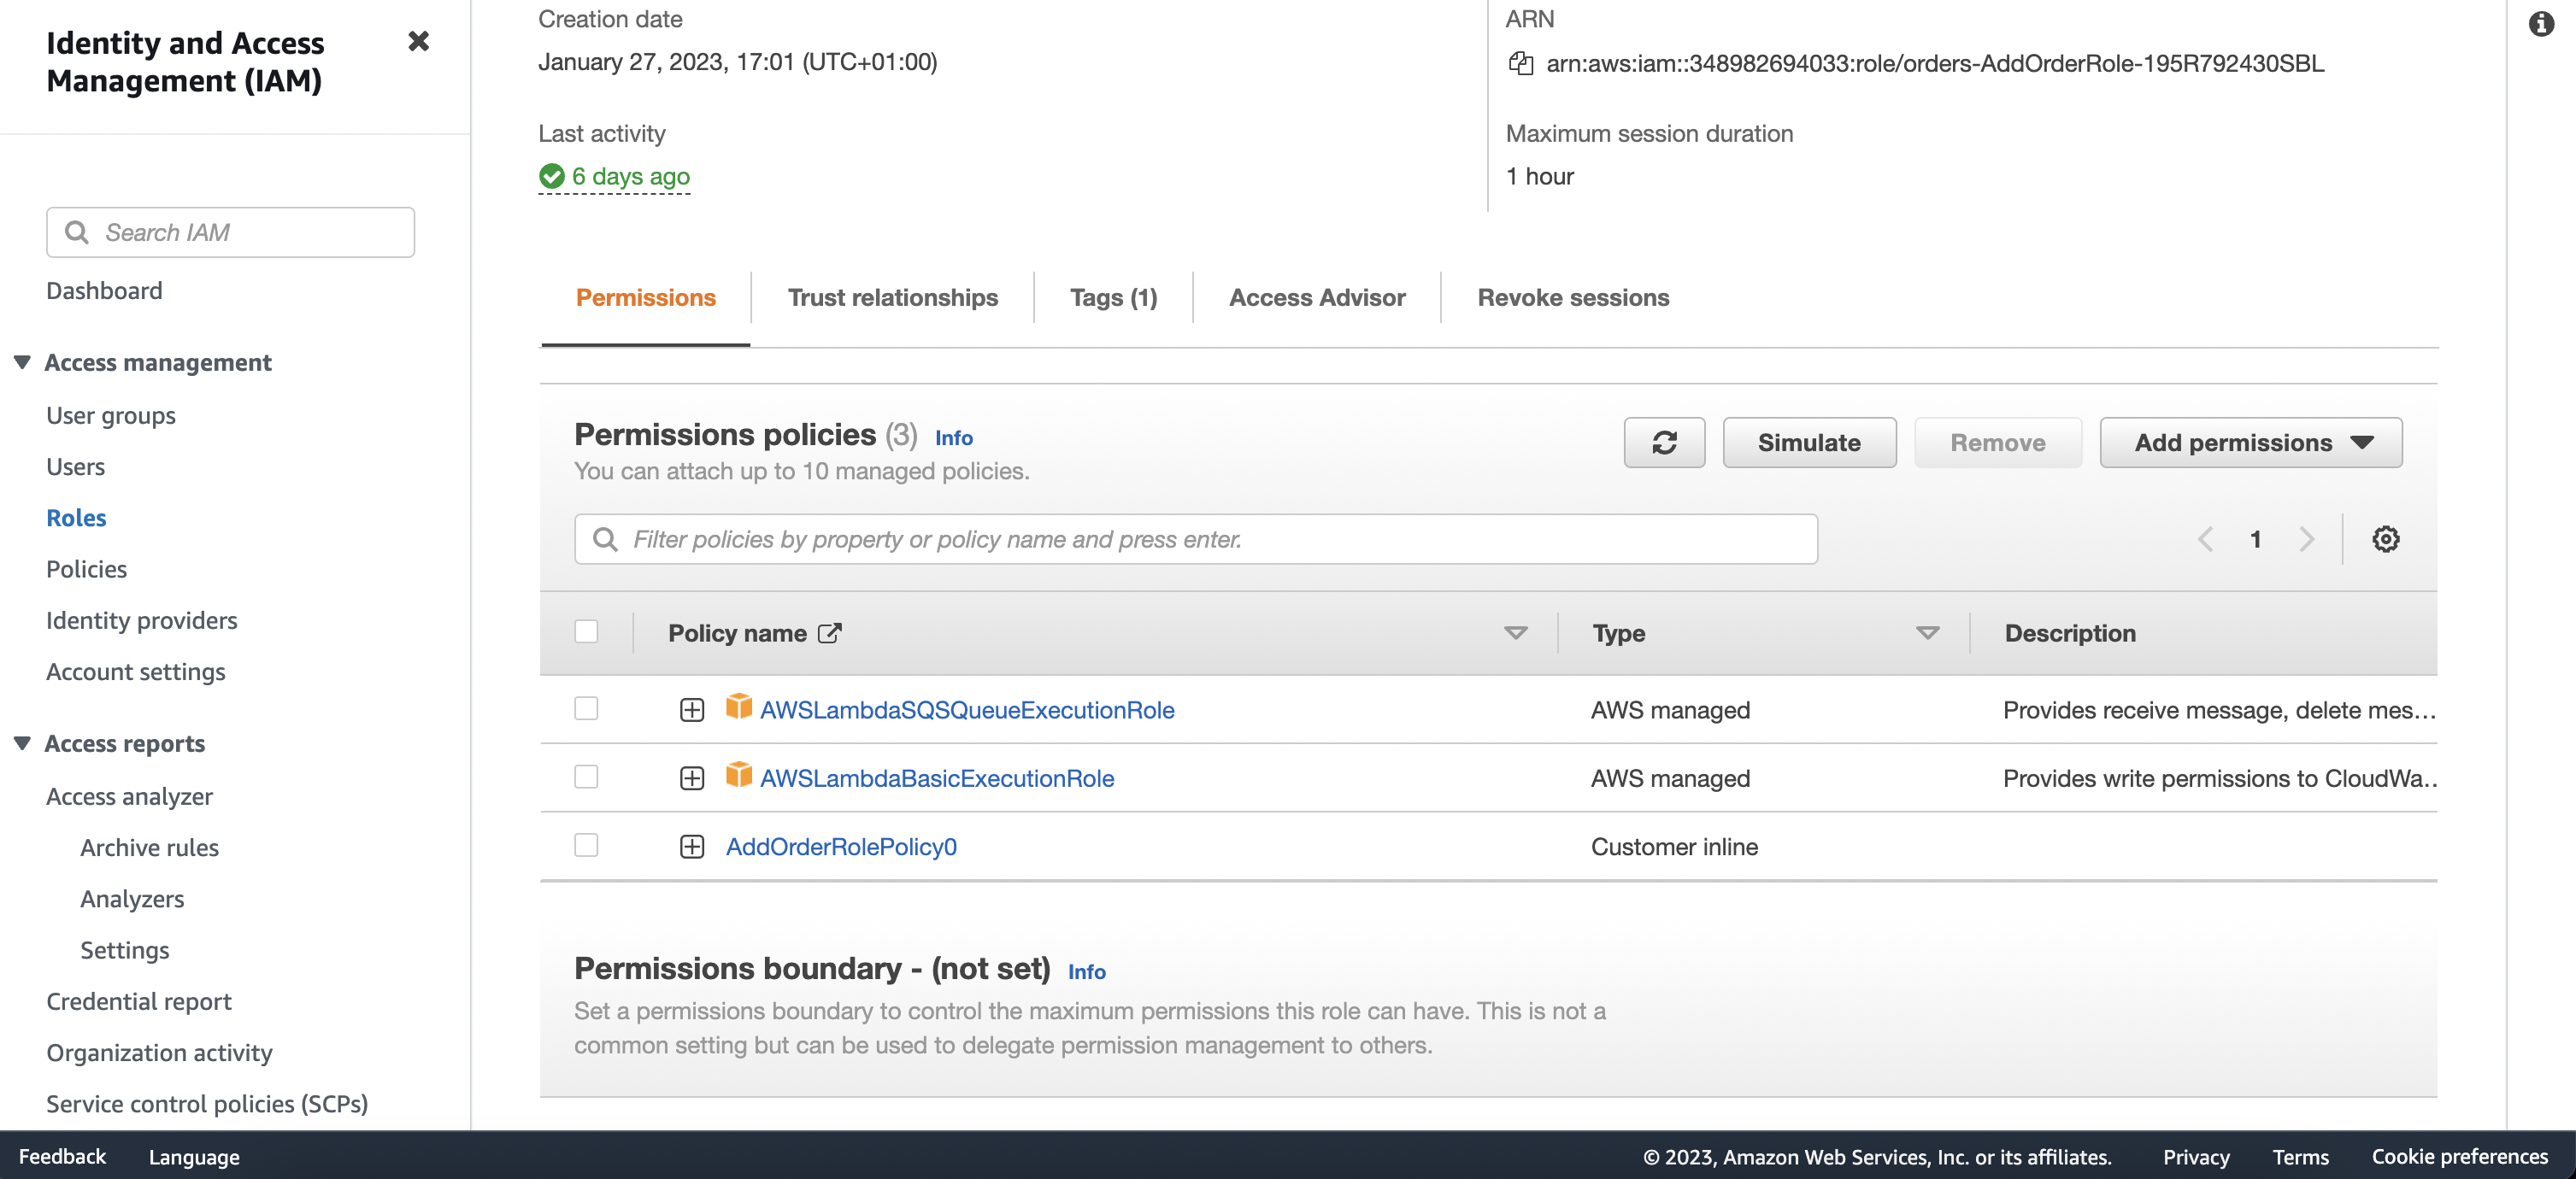 Identity and Access
Management (IAM)
Search IAM
Dashboard
Access management
User groups
Users
Roles
Policies
Identity providers
Account settings
Access reports
Access analyzer
Archive rules
Analyzers
Settings
Credential report
Organization activity
Service control policies (SCPs)
Creation date
January 27, 2023, 17:01 (UTC+01:00)
Last activity
6 days ago
ARN
arn:aws:iam::348982694033:role/orders-AddOrderRole-195R792430SBL
Maximum session duration
1 hour
Permissions
Trust relationships
Tags (1)
Access Advisor
Revoke sessions
Permissions policies (3) Info
You can attach up to 10 managed policies.
Simulate
Remove
Add permissions
Filter policies by property or policy name and press enter.
1
Policy name
Type
Description
AWSLambdaSQSQueueExecutionRole
AWS managed
Provides receive message, delete mes...
AWSLambdaBasicExecutionRole
AWS managed
Provides write permissions to CloudWa..
AddOrderRolePolicy0
Customer inline
Permissions boundary - (not set) Info
Set a permissions boundary to control the maximum permissions this role can have. This is not a
common setting but can be used to delegate permission management to others.
Feedback
Language
© 2023, Amazon Web Services, Inc. or its affiliates.
Privacy
Terms
Cookie preferences